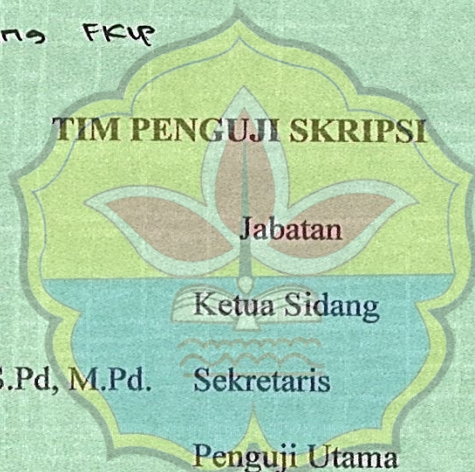 FKIP
TIM PENGUJI SKRIPSI
Jabatan
Ketua Sidang
S.Pd, M.Pd. Sekretaris
Penguji Utama